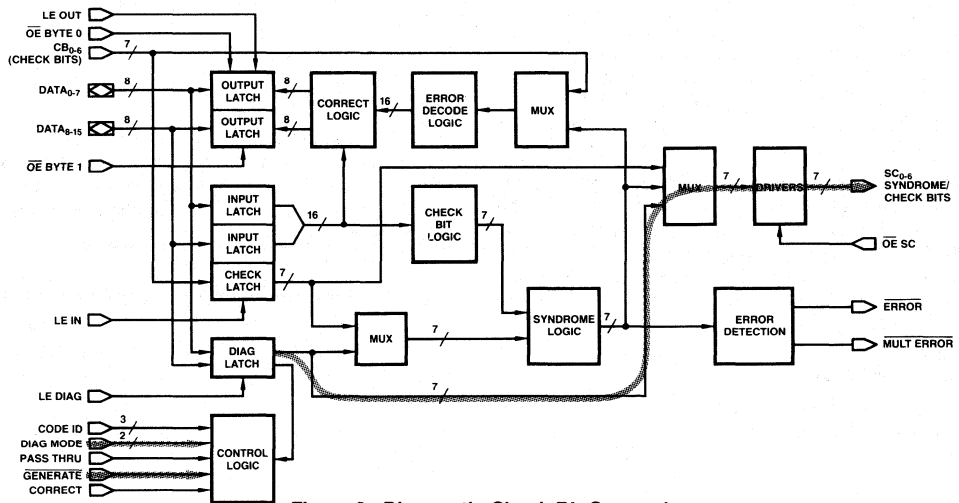 LE OUT
OE BYTE 0
CB0-6
(CHECK BITS)
7
DATA0-7
8
DATA8-15
8
OE BYTE 1
OUTPUT
LATCH
OUTPUT
LATCH
8
8
CORRECT
LOGIC
16
ERROR
DECODE
LOGIC
MUX
INPUT
LATCH
INPUT
LATCH
CHECK
LATCH
16
7
CHECK
BIT
LOGIC
7
MUX
7
DRIVERS
7
SC0-6
SYNDROME/
CHECK BITS
OE SC
LE IN
MUX
7
SYNDROME
LOGIC
7
ERROR
DETECTION
ERROR
MULT ERROR
DIAG
LATCH
7
LE DIAG
CODE ID
3
DIAG MODE
2
PASS THRU
GENERATE
CORRECT
CONTROL
LOGIC